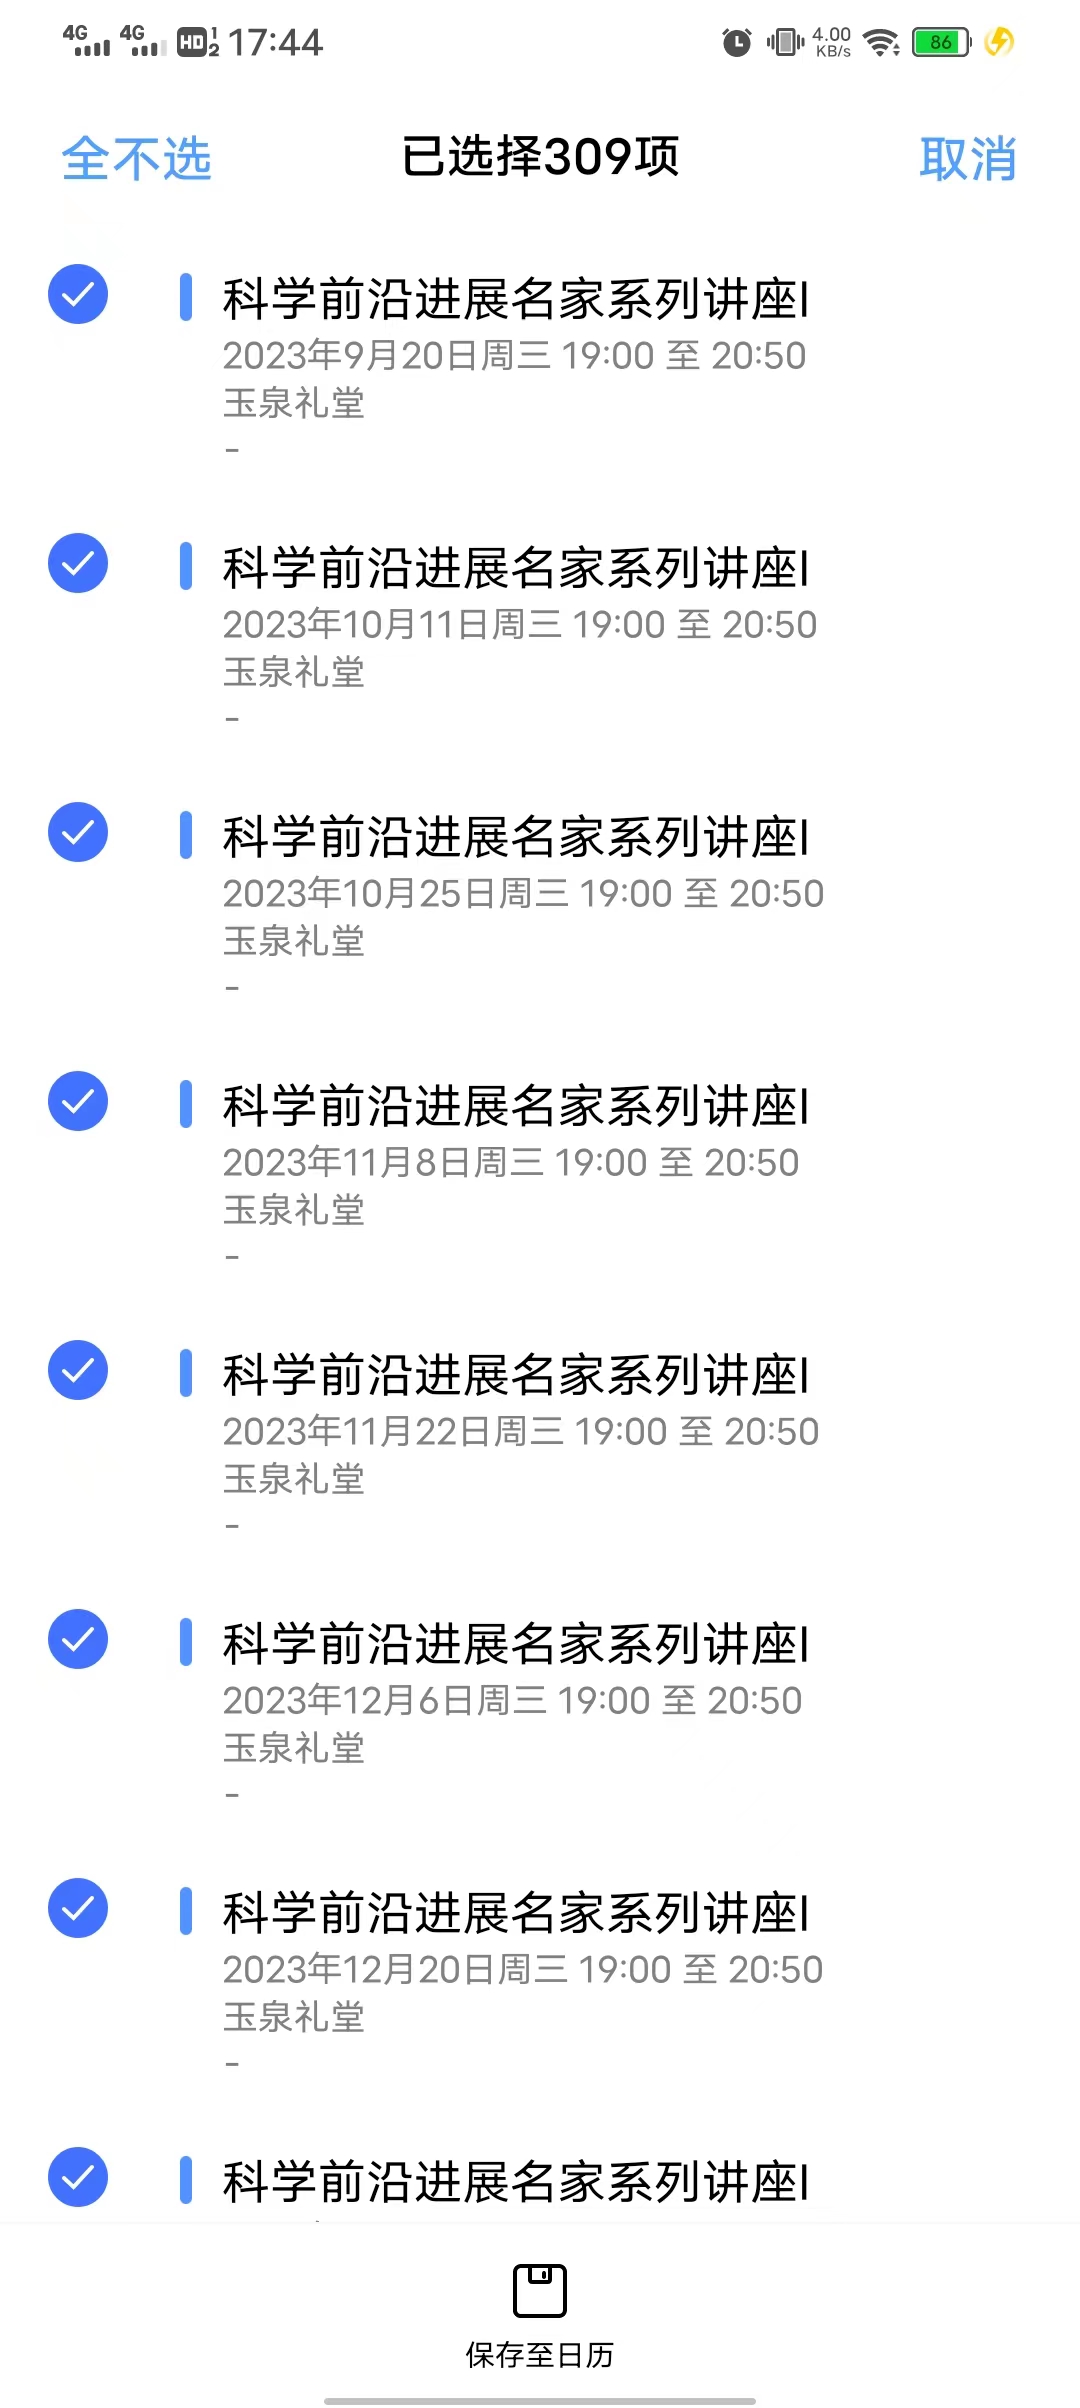 4G 4G HD 1 2 17:44 4.00 KB/s 86
全不选 已选择309项 取消
科学前沿进展名家系列讲座I
2023年9月20日周三 19:00 至 20:50
玉泉礼堂
-
科学前沿进展名家系列讲座I
2023年10月11日周三 19:00 至 20:50
玉泉礼堂
-
科学前沿进展名家系列讲座I
2023年10月25日周三 19:00 至 20:50
玉泉礼堂
-
科学前沿进展名家系列讲座I
2023年11月8日周三 19:00 至 20:50
玉泉礼堂
-
科学前沿进展名家系列讲座I
2023年11月22日周三 19:00 至 20:50
玉泉礼堂
-
科学前沿进展名家系列讲座I
2023年12月6日周三 19:00 至 20:50
玉泉礼堂
-
科学前沿进展名家系列讲座I
2023年12月20日周三 19:00 至 20:50
玉泉礼堂
-
科学前沿进展名家系列讲座I
保存至日历